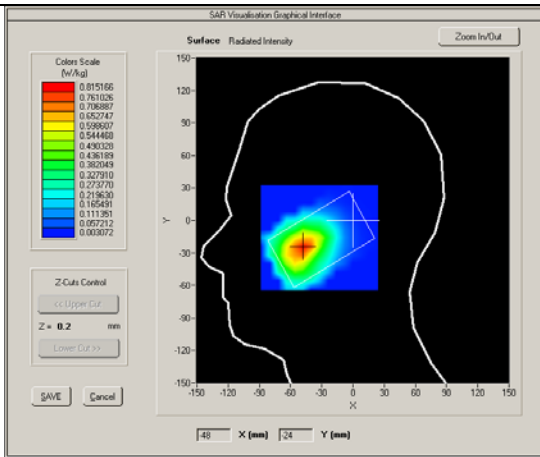 SAR Visualisation Graphical Interface
Surface Radiated Intensity
Zoom In/Out
Colors Scale
(W/kg)
0.815166
0.761026
0.706887
0.652747
0.598607
0.544468
0.490328
0.436189
0.382049
0.327910
0.273770
0.219630
0.165491
0.111351
0.057212
0.003072
Z-Cuts Control
<< Upper Cut
Z = 0.2 mm
Lower Cut >>
SAVE Cancel
150-
120-
90-
60-
30-
0-
-30-
-60-
-90-
-120-
-150-
Y
-150 -120 -90 -60 -30 0 30 60 90 120 150
X
-48 X (mm) -24 Y (mm)